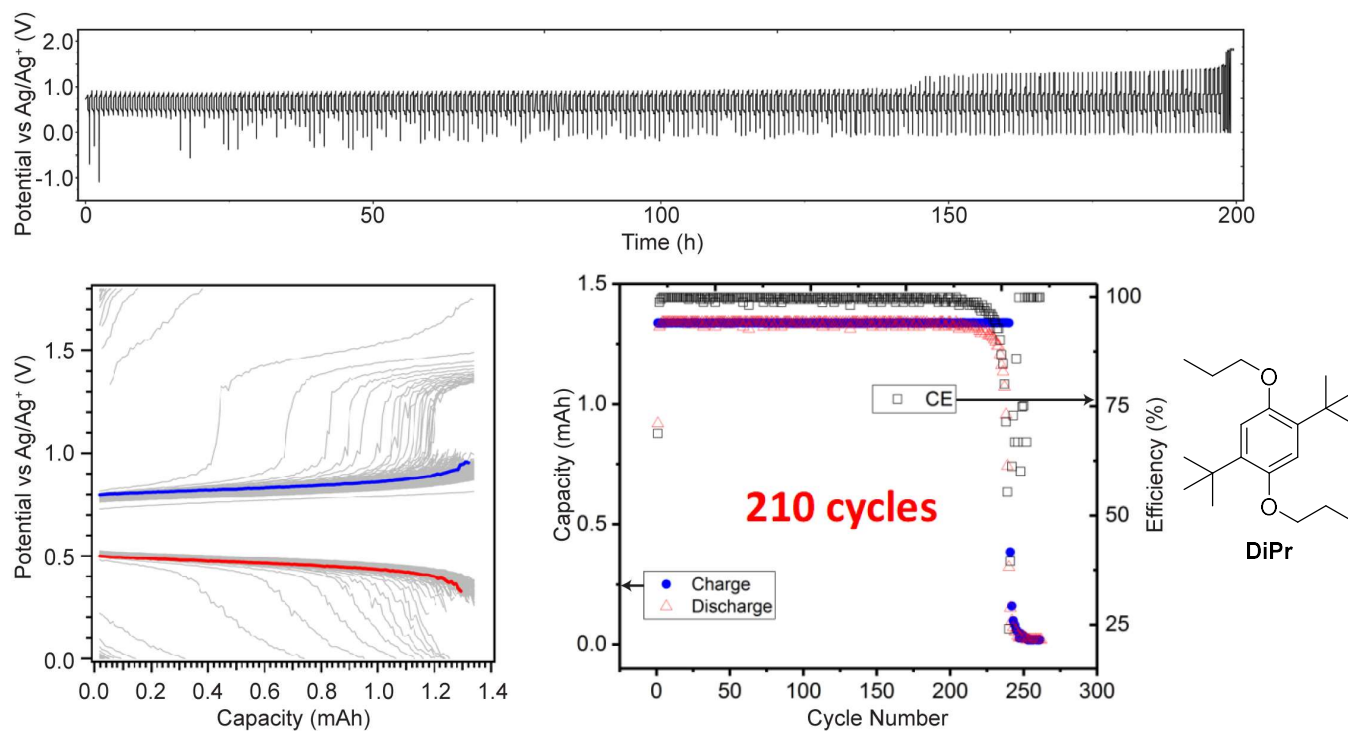 Potential vs Ag/Ag⁺ (V)
2.0
1.0
0.0
-1.0
0
50
100
150
200
Time (h)
Potential vs Ag/Ag⁺ (V)
1.5
1.0
0.5
0.0
0.0
0.2
0.4
0.6
0.8
1.0
1.2
1.4
Capacity (mAh)
Capacity (mAh)
1.5
1.0
0.5
0.0
CE
210 cycles
Charge
Discharge
0
50
100
150
200
250
300
Cycle Number
100
75
50
25
Efficiency (%)
O
O
DiPr